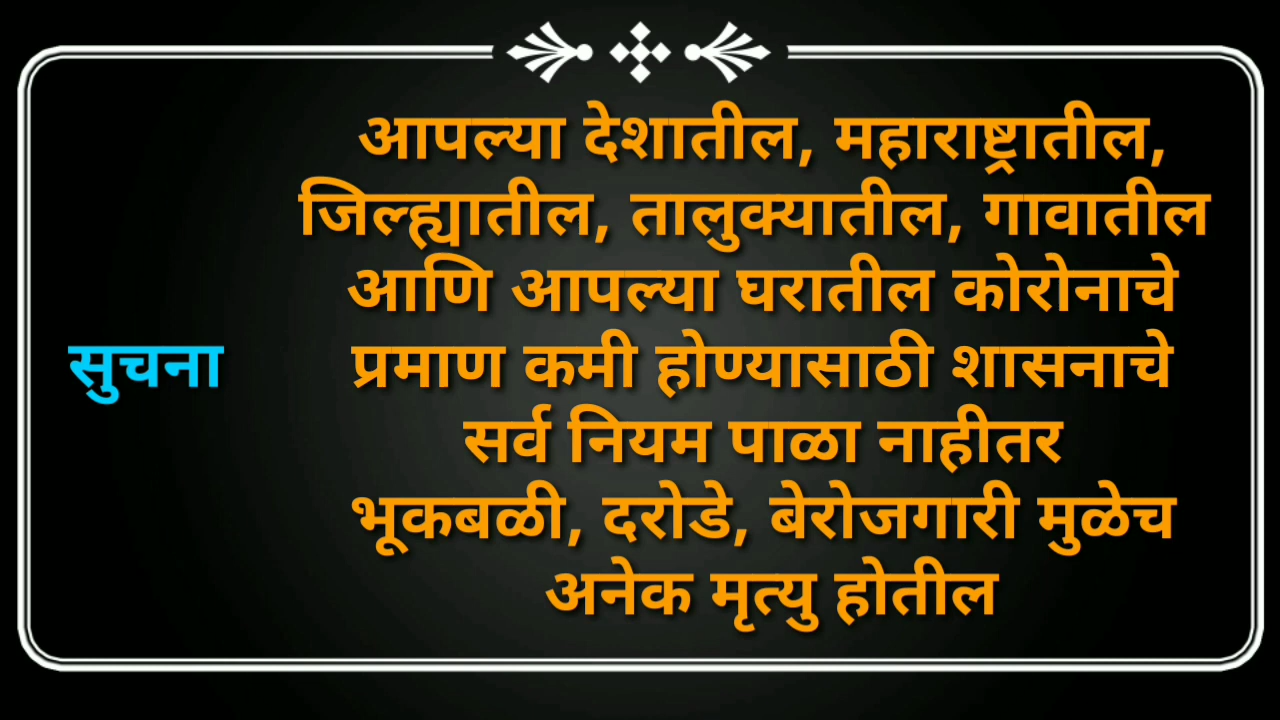 आपल्या देशातील, महाराष्ट्रातील,
जिल्ह्यातील, तालुक्यातील, गावातील
आणि आपल्या घरातील कोरोनाचे
सुचना
प्रमाण कमी होण्यासाठी शासनाचे
सर्व नियम पाळा नाहीतर
भूकबळी, दरोडे, बेरोजगारी मुळेच
अनेक मृत्यु होतील